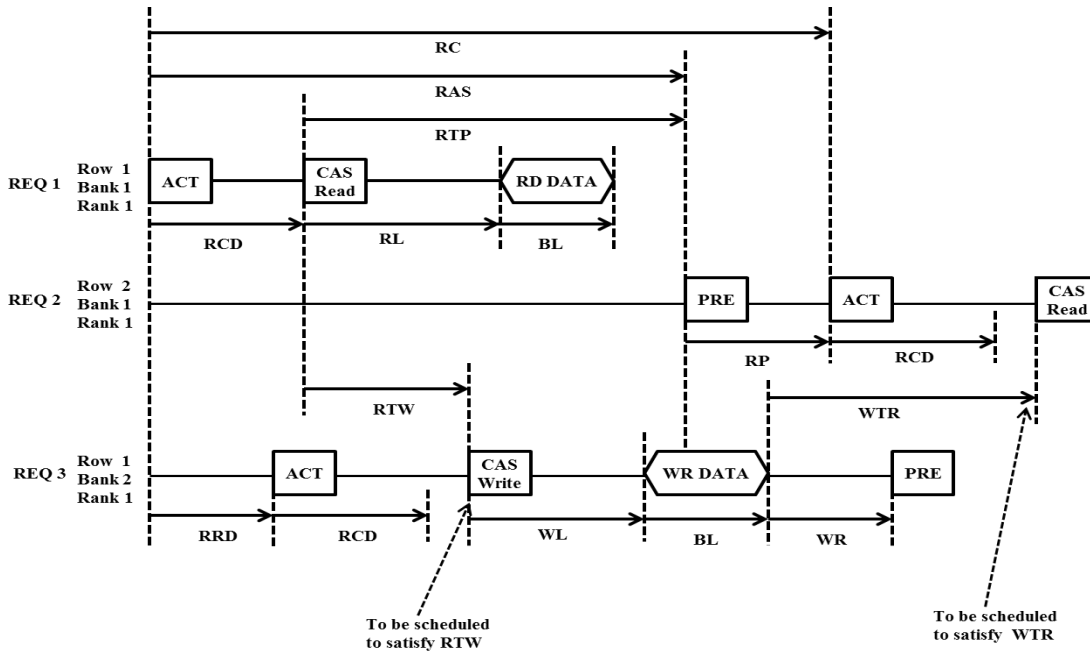 RC
RAS
RTP
REQ 1
Row 1
Bank 1
Rank 1
ACT
CAS
Read
RD DATA
RCD
RL
BL
REQ 2
Row 2
Bank 1
Rank 1
PRE
ACT
CAS
Read
RP
RCD
RTW
WTR
REQ 3
Row 1
Bank 2
Rank 1
ACT
CAS
Write
WR DATA
PRE
RRD
RCD
WL
BL
WR
To be scheduled
to satisfy RTW
To be scheduled
to satisfy WTR